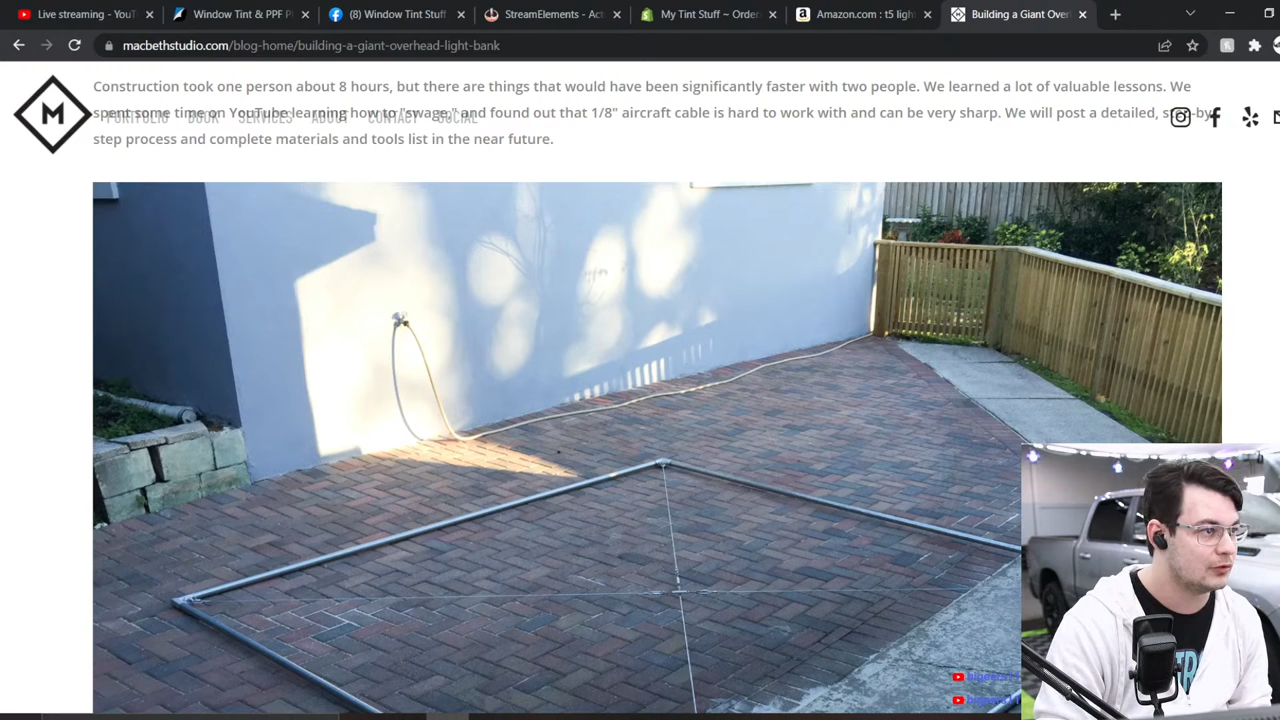 Live streaming - YouT
Window Tint & PPF P
(8) Window Tint Stuff
StreamElements - Act
My Tint Stuff ~ Order
Amazon.com : t5 ligh
Building a Giant Over
macbethstudio.com/blog-home/building-a-giant-overhead-light-bank
Construction took one person about 8 hours, but there are things that would have been significantly faster with two people. We learned a lot of valuable lessons. We
M
PORTFOLIO BOOK SERVICES ABOUT CONTACT SOCIAL
spent some time on YouTube learning how to "swage," and found out that 1/8" aircraft cable is hard to work with and can be very sharp. We will post a detailed, step-by-
step process and complete materials and tools list in the near future.